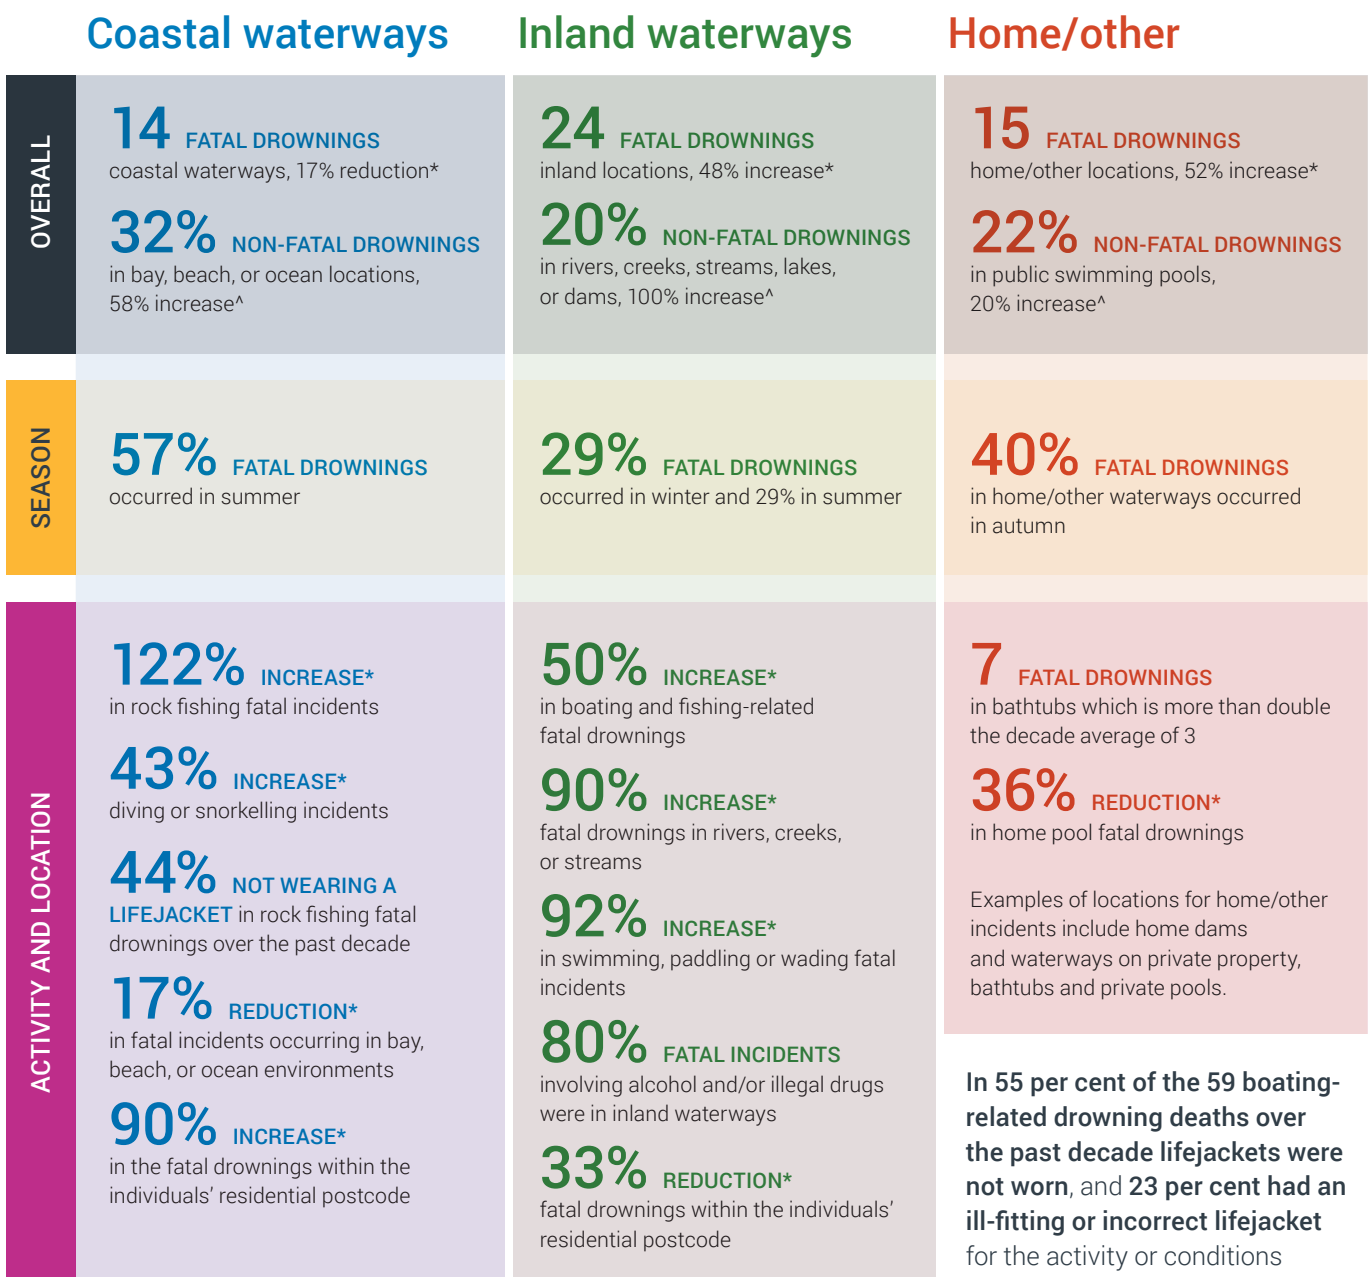 Coastal waterways
Inland waterways
Home/other
OVERALL
14 FATAL DROWNINGS
coastal waterways, 17% reduction*
32% NON-FATAL DROWNINGS
in bay, beach, or ocean locations,
58% increase^
24 FATAL DROWNINGS
inland locations, 48% increase*
20% NON-FATAL DROWNINGS
in rivers, creeks, streams, lakes,
or dams, 100% increase^
15 FATAL DROWNINGS
home/other locations, 52% increase*
22% NON-FATAL DROWNINGS
in public swimming pools,
20% increase^
SEASON
57% FATAL DROWNINGS
occurred in summer
29% FATAL DROWNINGS
occurred in winter and 29% in summer
40% FATAL DROWNINGS
in home/other waterways occurred
in autumn
ACTIVITY AND LOCATION
122% INCREASE*
in rock fishing fatal incidents
43% INCREASE*
diving or snorkelling incidents
44% NOT WEARING A
LIFEJACKET in rock fishing fatal
drownings over the past decade
17% REDUCTION*
in fatal incidents occurring in bay,
beach, or ocean environments
90% INCREASE*
in the fatal drownings within the
individuals' residential postcode
50% INCREASE*
in boating and fishing-related
fatal drownings
90% INCREASE*
fatal drownings in rivers, creeks,
or streams
92% INCREASE*
in swimming, paddling or wading fatal
incidents
80% FATAL INCIDENTS
involving alcohol and/or illegal drugs
were in inland waterways
33% REDUCTION*
fatal drownings within the individuals'
residential postcode
7 FATAL DROWNINGS
in bathtubs which is more than double
the decade average of 3
36% REDUCTION*
in home pool fatal drownings
Examples of locations for home/other
incidents include home dams
and waterways on private property,
bathtubs and private pools.
In 55 per cent of the 59 boating-
related drowning deaths over
the past decade lifejackets were
not worn, and 23 per cent had an
ill-fitting or incorrect lifejacket
for the activity or conditions